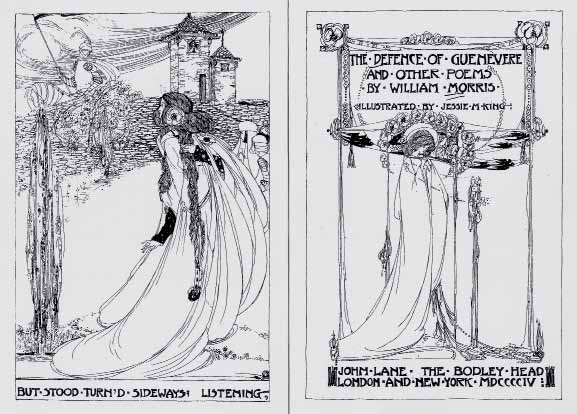 BUT·STOOD·TURN'D·SIDEWAYS; LISTENING,
THE·DEFENCE·OF·GUENEVERE
AND·OTHER·POEMS
·BY·WILLIAM·MORRIS·
·ILLUSTRATED·BY·JESSIE·M·KING·
JOHN·LANE·THE·BODLEY·HEAD
LONDON·AND·NEW·YORK·MDCCCCIV